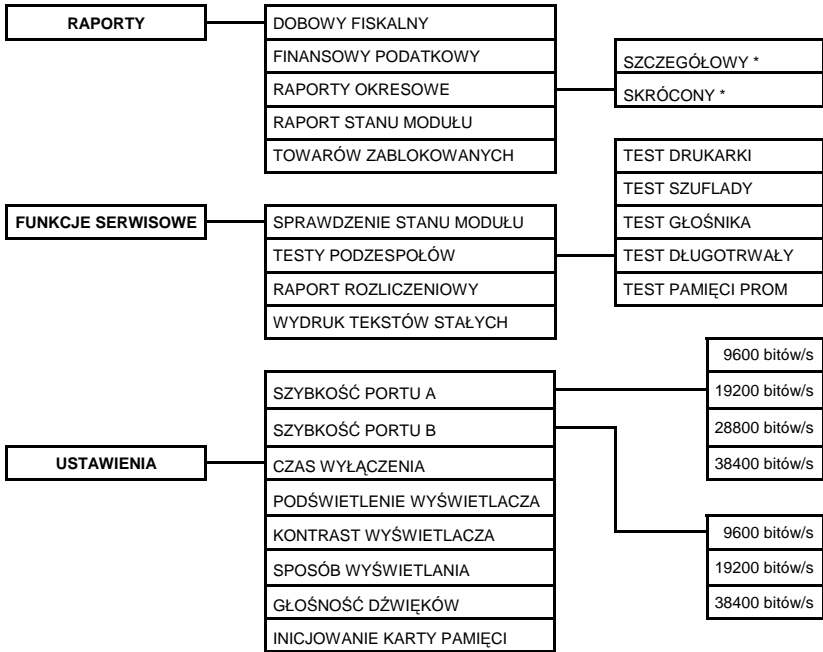 RAPORTY
DOBOWY FISKALNY
FINANSOWY PODATKOWY
RAPORTY OKRESOWE
RAPORT STANU MODUŁU
TOWARÓW ZABLOKOWANYCH
SZCZEGÓŁOWY *
SKRÓCONY *
FUNKCJE SERWISOWE
SPRAWDZENIE STANU MODUŁU
TESTY PODZESPOŁÓW
RAPORT ROZLICZENIOWY
WYDRUK TEKSTÓW STAŁYCH
TEST DRUKARKI
TEST SZUFLADY
TEST GŁOŚNIKA
TEST DŁUGOTRWAŁY
TEST PAMIĘCI PROM
USTAWIENIA
SZYBKOŚĆ PORTU A
SZYBKOŚĆ PORTU B
CZAS WYŁĄCZENIA
PODŚWIETLENIE WYŚWIETLACZA
KONTRAST WYŚWIETLACZA
SPOSÓB WYŚWIETLANIA
GŁOŚNOŚĆ DŹWIĘKÓW
INICJOWANIE KARTY PAMIĘCI
9600 bitów/s
19200 bitów/s
28800 bitów/s
38400 bitów/s
9600 bitów/s
19200 bitów/s
38400 bitów/s